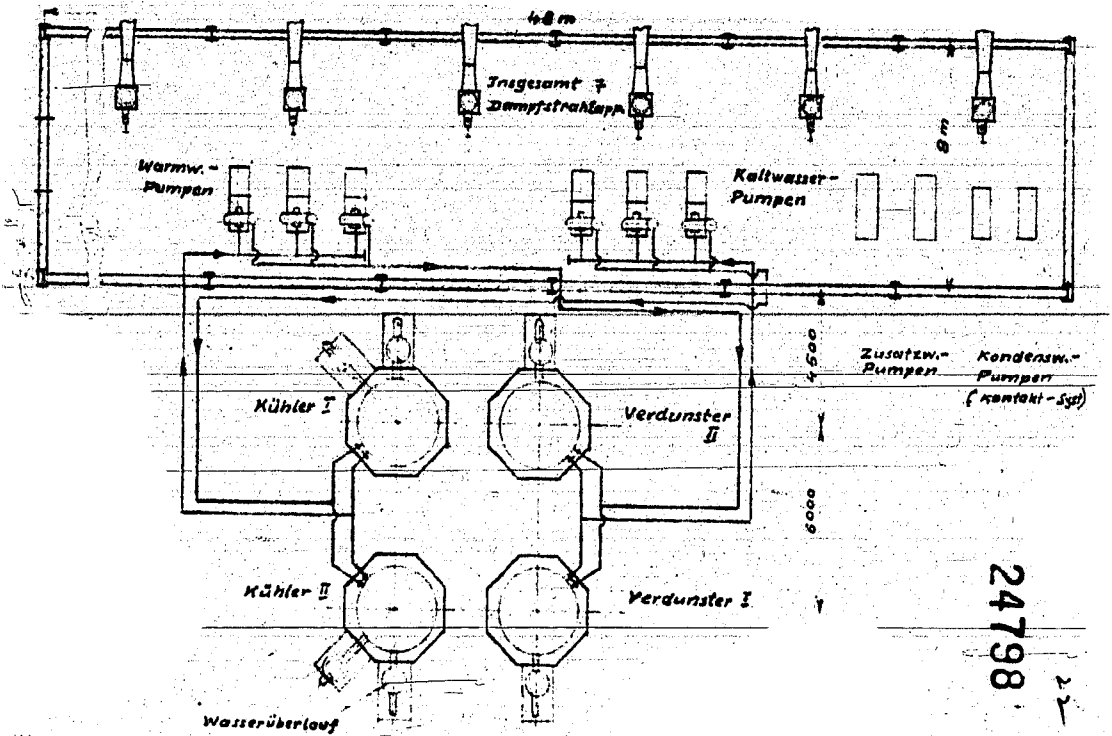 48 m
Insgesamt 7
Dampfstrahlapp.
8 m
Warmw.-
Pumpen
Kaltwasser-
Pumpen
4500
Zusatzw.-
Pumpen
Kondensw.-
Pumpen
(Kontakt-Syst)
Kühler I
Verdunster
II
6000
Kühler II
Verdunster I
24798
Wasserüberlauf